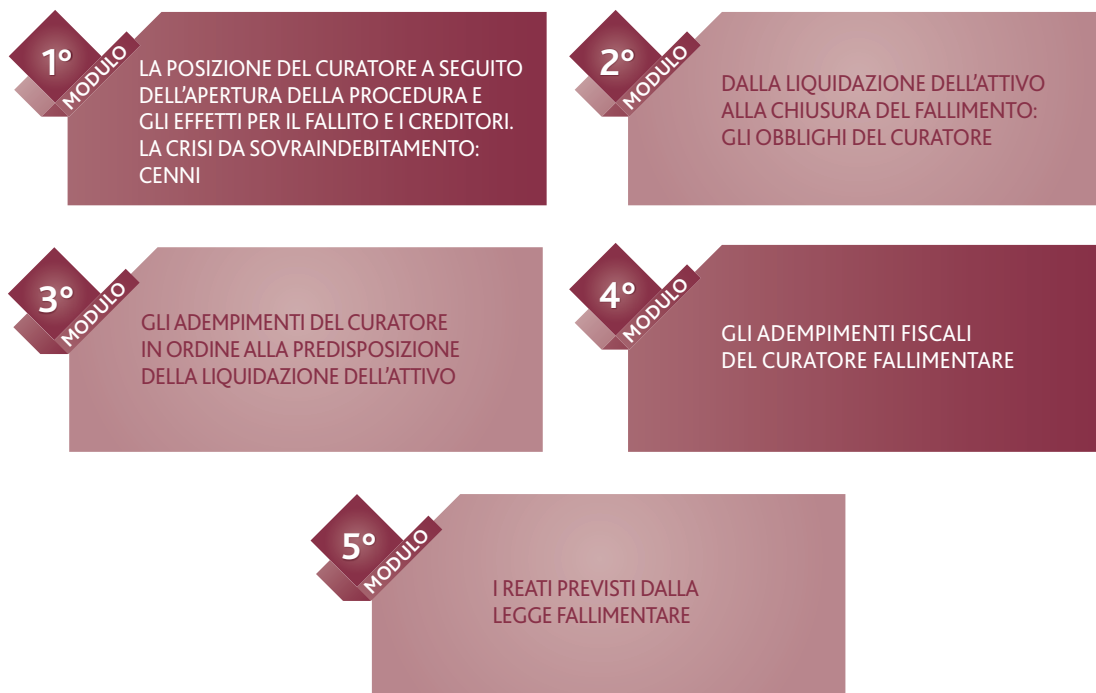 1°
MODULO
LA POSIZIONE DEL CURATORE A SEGUITO
DELL'APERTURA DELLA PROCEDURA E
GLI EFFETTI PER IL FALLITO E I CREDITORI.
LA CRISI DA SOVRAINDEBITAMENTO:
CENNI
2°
MODULO
DALLA LIQUIDAZIONE DELL'ATTIVO
ALLA CHIUSURA DEL FALLIMENTO:
GLI OBBLIGHI DEL CURATORE
3°
MODULO
GLI ADEMPIMENTI DEL CURATORE
IN ORDINE ALLA PREDISPOSIZIONE
DELLA LIQUIDAZIONE DELL'ATTIVO
4°
MODULO
GLI ADEMPIMENTI FISCALI
DEL CURATORE FALLIMENTARE
5°
MODULO
I REATI PREVISTI DALLA
LEGGE FALLIMENTARE